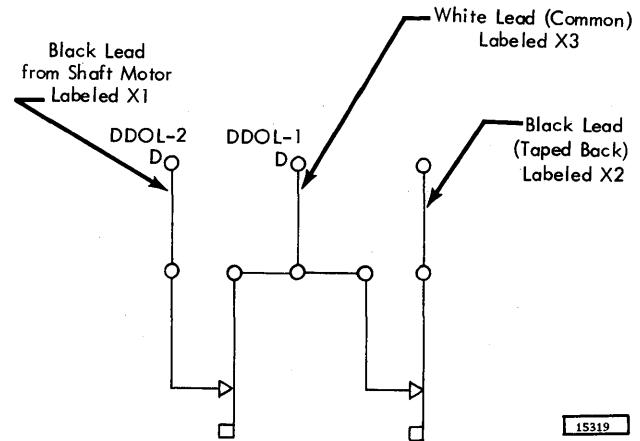 White Lead (Common)
Labeled X3
Black Lead
from Shaft Motor
Labeled X1
Black Lead
(Taped Back)
Labeled X2
DDOL-2
D
DDOL-1
D
15319